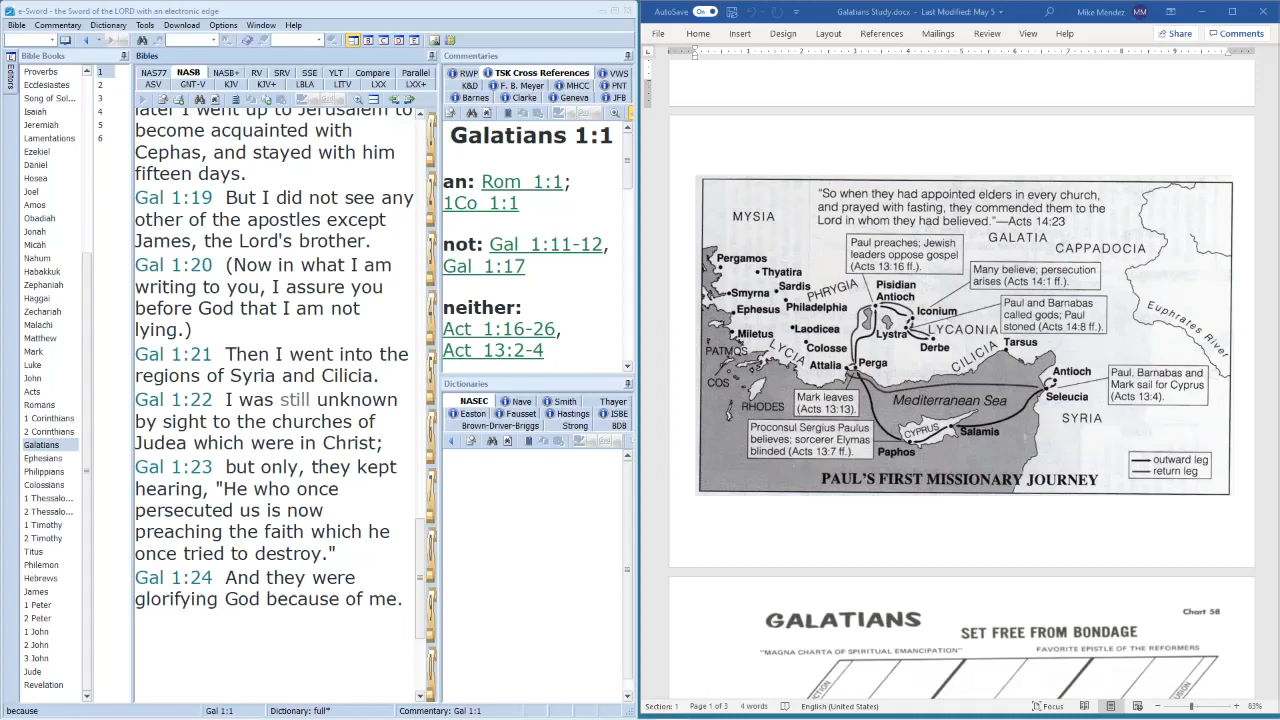 e-Sword - the Sword of the LORD with an electronic edge
Bible Commentary Dictionary Tools Download Options Window Help
Editors
Bible Books
Proverbs
Ecclesiastes
Song of Sol...
Isaiah
Jeremiah
Lamentations
Ezekiel
Daniel
Hosea
Joel
Amos
Obadiah
Jonah
Micah
Nahum
Habakkuk
Zephaniah
Haggai
Zechariah
Malachi
Matthew
Mark
Luke
John
Acts
Romans
1 Corinthians
2 Corinthians
Galatians
Ephesians
Philippians
Colossians
1 Thessalo...
2 Thessalo...
1 Timothy
2 Timothy
Titus
Philemon
Hebrews
James
1 Peter
2 Peter
1 John
2 John
3 John
Jude
Revelation
1
2
3
4
5
6
Bibles
NAS77 NASB NASB+ RV SRV SSE YLT Compare Parallel
ASV GNT-V KJV KJV+ LBLA LITV LXX LXX+
later I went up to Jerusalem to
become acquainted with
Cephas, and stayed with him
fifteen days.
Gal 1:19 But I did not see any
other of the apostles except
James, the Lord's brother.
Gal 1:20 (Now in what I am
writing to you, I assure you
before God that I am not
lying.)
Gal 1:21 Then I went into the
regions of Syria and Cilicia.
Gal 1:22 I was still unknown
by sight to the churches of
Judea which were in Christ;
Gal 1:23 but only, they kept
hearing, "He who once
persecuted us is now
preaching the faith which he
once tried to destroy."
Gal 1:24 And they were
glorifying God because of me.
Commentaries
RWP TSK Cross References VWS
K&D F. B. Meyer MHCC PNT
Barnes Clarke Geneva JFB
Galatians 1:1
an: Rom 1:1;
1Co 1:1
not: Gal 1:11-12,
Gal 1:17
neither:
Act 1:16-26,
Act 13:2-4
Dictionaries
NASEC Nave Smith Thayer
Easton Fausset Hastings ISBE
Brown-Driver-Briggs Strong BDB
because Gal 1:1 Dictionary: full* Commentary: Gal 1:1
AutoSave On Galatians Study.docx - Last Modified: May 5 Mike Mendez MM
File Home Insert Design Layout References Mailings Review View Help Share Comments
1 2 3 4 5 6 7 8 9
"So when they had appointed elders in every church,
and prayed with fasting, they commended them to the
Lord in whom they had believed."—Acts 14:23
MYSIA
GALATIA
CAPPADOCIA
Paul preaches; Jewish
leaders oppose gospel
(Acts 13:16 ff.)
Many believe; persecution
arises (Acts 14:1 ff.)
Paul and Barnabas
called gods; Paul
stoned (Acts 14:8 ff.)
Pergamos
Thyatira
Sardis
Smyrna
Philadelphia
PHRYGIA
Pisidian
Antioch
Iconium
Ephesus
Laodicea
Lystra
LYCAONIA
Miletus
Colosse
Derbe
Tarsus
PATMOS
LYCIA
Attalia
Perga
CILICIA
COS
RHODES
Euphrates River
Antioch
Seleucia
SYRIA
Paul, Barnabas and
Mark sail for Cyprus
(Acts 13:4).
Mark leaves
(Acts 13:13).
Mediterranean Sea
Proconsul Sergius Paulus
believes; sorcerer Elymas
blinded (Acts 13:7 ff.)
CYPRUS
Salamis
Paphos
outward leg
return leg
PAUL'S FIRST MISSIONARY JOURNEY
GALATIANS
Chart 58
SET FREE FROM BONDAGE
"MAGNA CHARTA OF SPIRITUAL EMANCIPATION"
FAVORITE EPISTLE OF THE REFORMERS
Section: 1 Page 1 of 3 4 words English (United States) Focus 83%